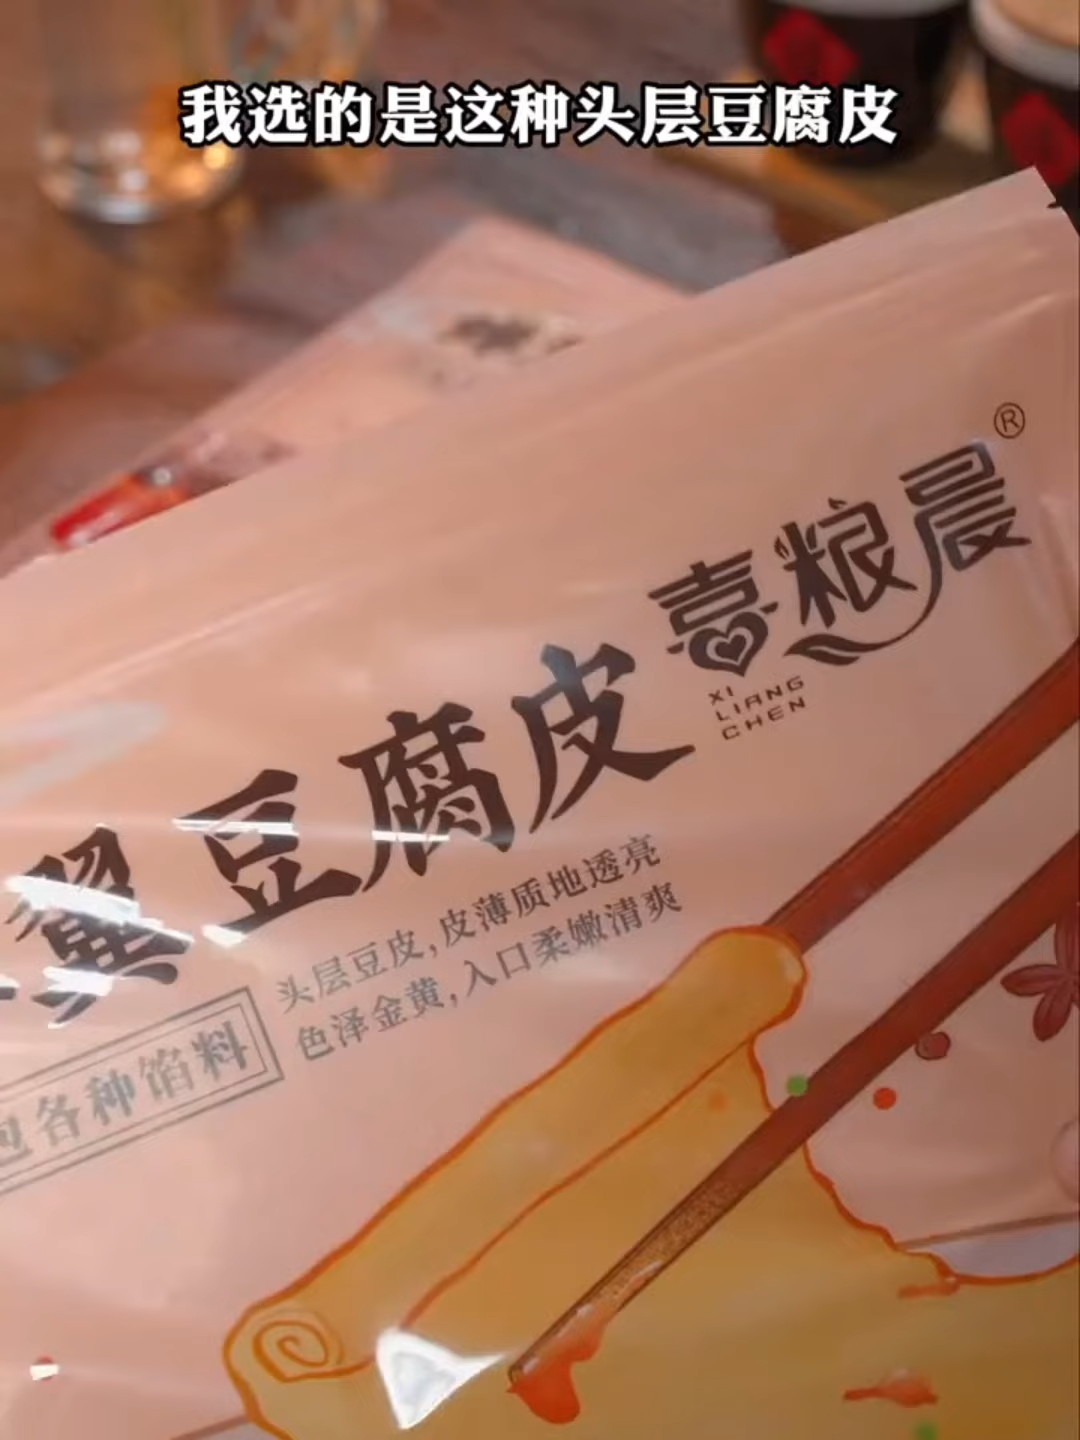 我选的是这种头层豆腐皮
喜粮晨®
XI
LIANG
CHEN
翼豆腐皮
头层豆皮,皮薄质地透亮
色泽金黄,入口柔嫩清爽
包各种馅料